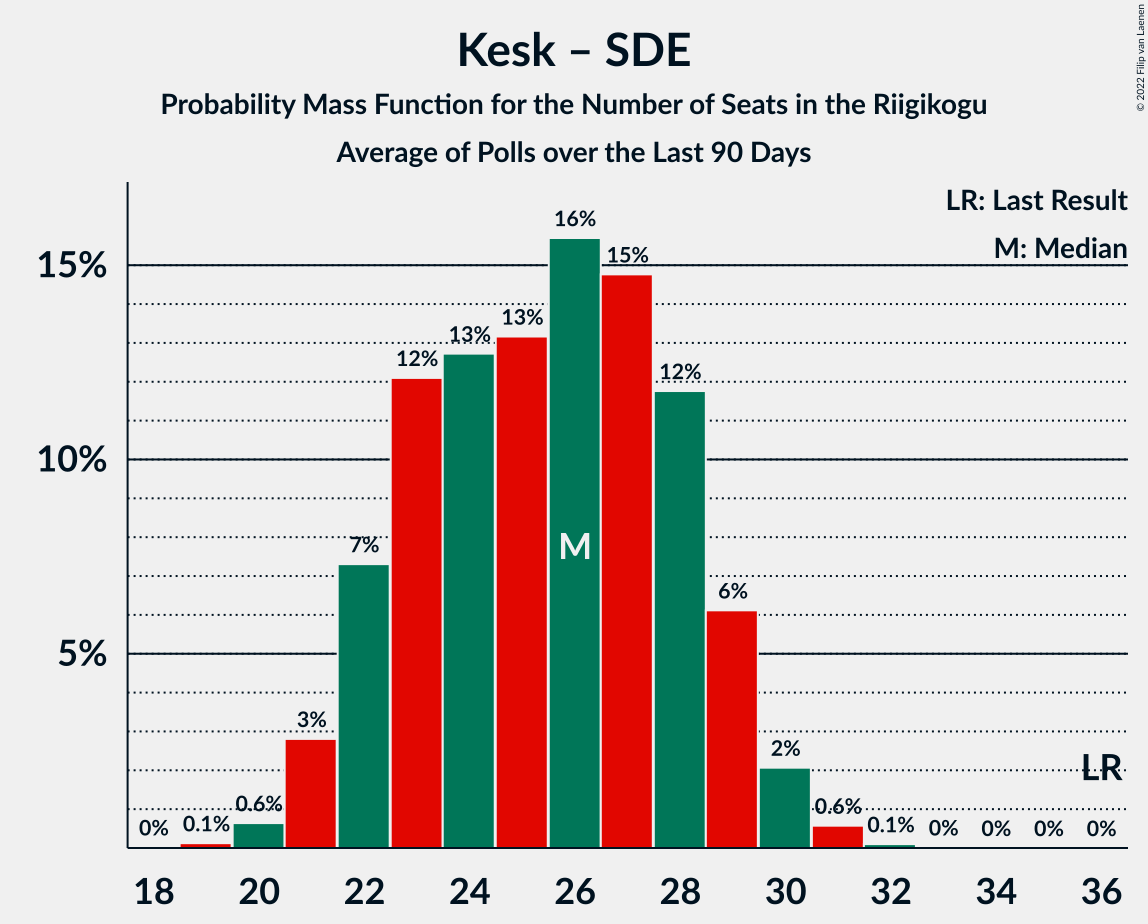 Kesk – SDE
Probability Mass Function for the Number of Seats in the Riigikogu
Average of Polls over the Last 90 Days
© 2022 Filip van Laenen
LR: Last Result
M: Median
15%
10%
5%
0%
0.1%
0.6%
3%
7%
12%
13%
13%
16%
15%
12%
6%
2%
0.6%
0.1%
0%
0%
0%
0%
M
LR
18 20 22 24 26 28 30 32 34 36